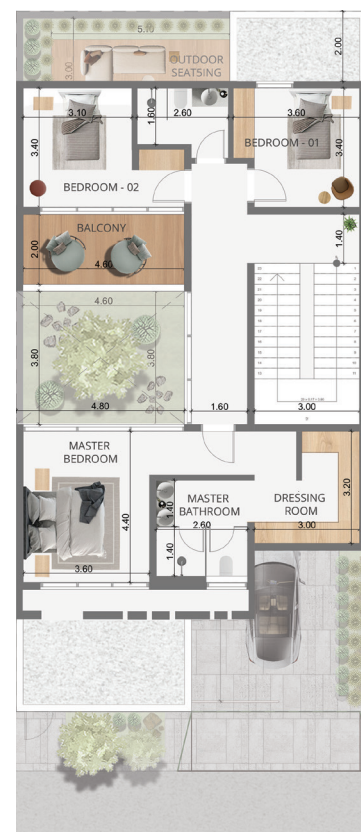 2.00
5.10
3.00
OUTDOOR
SEAT5ING
1.60
3.10
2.60
3.60
3.40
3.40
BEDROOM - 01
BEDROOM - 02
BALCONY
1.40
2.00
4.60
4.60
3.80
3.80
4.80
1.60
3.00
MASTER
BEDROOM
3.20
4.40
1.40
MASTER
BATHROOM
DRESSING
ROOM
2.60
3.00
1.40
3.60